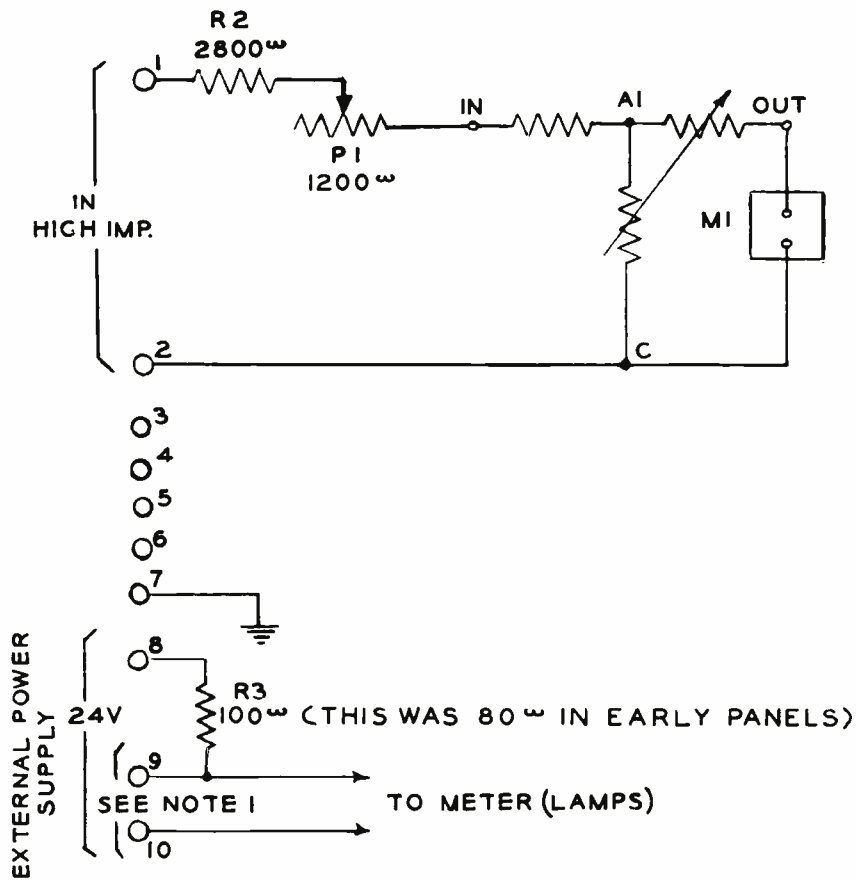 R2
2800ω
1
IN
A1
OUT
P1
1200ω
IN
HIGH IMP.
M1
2
C
3
4
5
6
7
EXTERNAL POWER
SUPPLY
8
24V
R3
100ω (THIS WAS 80ω IN EARLY PANELS)
9
SEE NOTE 1
TO METER (LAMPS)
10